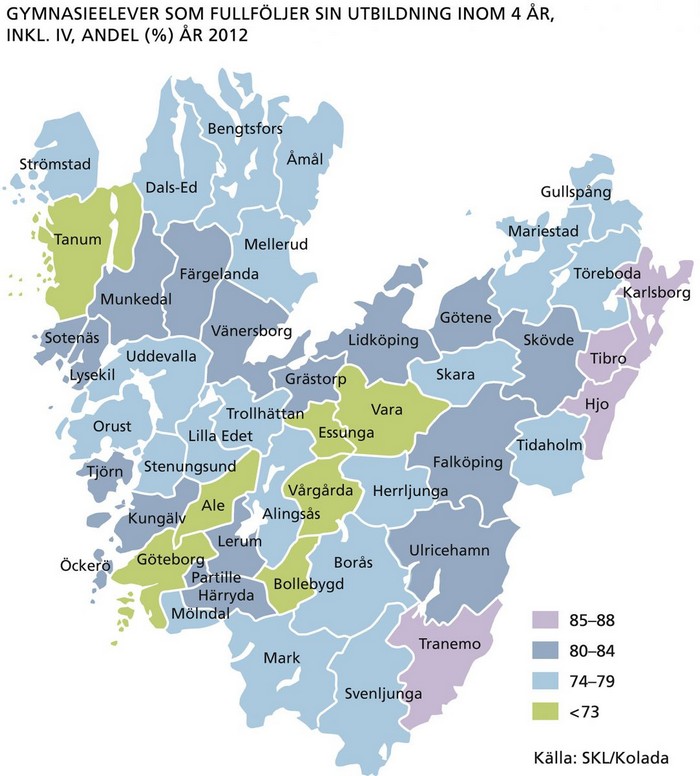 GYMNASIEELEVER SOM FULLFÖLJER SIN UTBILDNING INOM 4 ÅR,
INKL. IV, ANDEL (%) ÅR 2012
Bengtsfors
Strömstad
Åmål
Dals-Ed
Gullspång
Mariestad
Tanum
Mellerud
Töreboda
Färgelanda
Karlsborg
Munkedal
Götene
Vänersborg
Sotenäs
Lidköping
Skövde
Uddevalla
Tibro
Lysekil
Grästorp
Skara
Hjo
Trollhättan
Vara
Orust
Lilla Edet
Essunga
Tidaholm
Falköping
Tjörn
Stenungsund
Vårgårda
Herrljunga
Ale
Alingsås
Kungälv
Lerum
Ulricehamn
Göteborg
Borås
Öckerö
Partille
Bollebygd
Härryda
Mölndal
Tranemo
Mark
Svenljunga
85–88
80–84
74–79
<73
Källa: SKL/Kolada